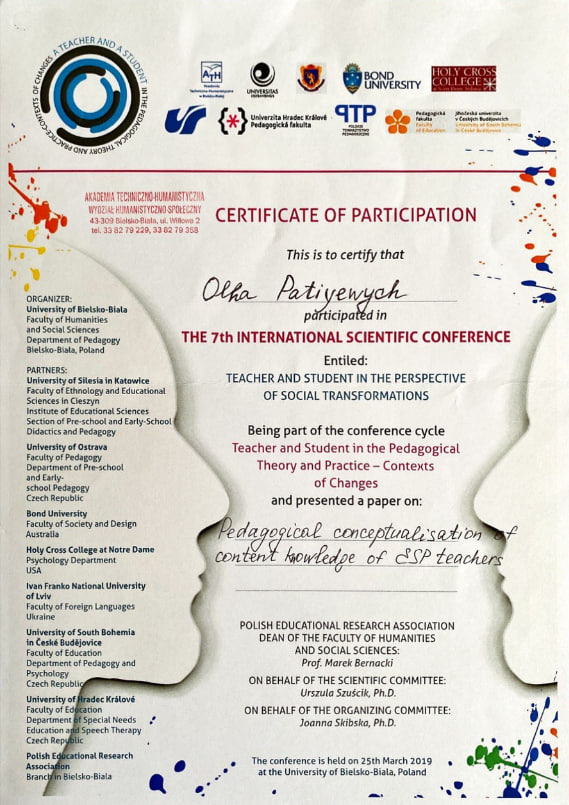 CHANGES A TEACHER AND A STUDENT IN THE PEDAGOGICAL THEORY AND PRACTICE-CONTEXTS OF
ATH
Akademia
Techniczno-Humanistyczna
w Bielsku-Białej
UNIVERSITAS
OSTRAVIENSIS
BOND
UNIVERSITY
HOLY CROSS
COLLEGE
at Notre Dame, Indiana
Univerzita Hradec Králové
Pedagogická fakulta
PTP
POLSKIE
TOWARZYSTWO
PEDAGOGICZNE
Pedagogická
fakulta
Faculty
of Education
Jihočeská univerzita
v Českých Budějovicích
University of South Bohemia
in České Budějovice
AKADEMIA TECHNICZNO-HUMANISTYCZNA
WYDZIAŁ HUMANISTYCZNO-SPOŁECZNY
43-309 Bielsko-Biała, ul. Willowa 2
tel. 33 82 79 229, 33 82 79 358
CERTIFICATE OF PARTICIPATION
This is to certify that
Olha Patiyevych
participated in
THE 7th INTERNATIONAL SCIENTIFIC CONFERENCE
Entiled:
TEACHER AND STUDENT IN THE PERSPECTIVE
OF SOCIAL TRANSFORMATIONS
Being part of the conference cycle
Teacher and Student in the Pedagogical
Theory and Practice – Contexts
of Changes
and presented a paper on:
Pedagogical conceptualisation of
content knowledge of ESP teachers
POLISH EDUCATIONAL RESEARCH ASSOCIATION
DEAN OF THE FACULTY OF HUMANITIES
AND SOCIAL SCIENCES:
Prof. Marek Bernacki
ON BEHALF OF THE SCIENTIFIC COMMITTEE:
Urszula Szuścik, Ph.D.
ON BEHALF OF THE ORGANIZING COMMITTEE:
Joanna Skibska, Ph.D.
The conference is held on 25th March 2019
at the University of Bielsko-Biala, Poland
ORGANIZER:
University of Bielsko-Biala
Faculty of Humanities
and Social Sciences
Department of Pedagogy
Bielsko-Biala, Poland
PARTNERS:
University of Silesia in Katowice
Faculty of Ethnology and Educational
Sciences in Cieszyn
Institute of Educational Sciences
Section of Pre-school and Early-School
Didactics and Pedagogy
University of Ostrava
Faculty of Pedagogy
Department of Pre-school
and Early-
school Pedagogy
Czech Republic
Bond University
Faculty of Society and Design
Australia
Holy Cross College at Notre Dame
Psychology Department
USA
Ivan Franko National University
of Lviv
Faculty of Foreign Languages
Ukraine
University of South Bohemia
in České Budějovice
Faculty of Education
Department of Pedagogy and
Psychology
Czech Republic
University of Hradec Králové
Faculty of Education
Department of Special Needs
Education and Speech Therapy
Czech Republic
Polish Educational Research
Association
Branch in Bielsko-Biala